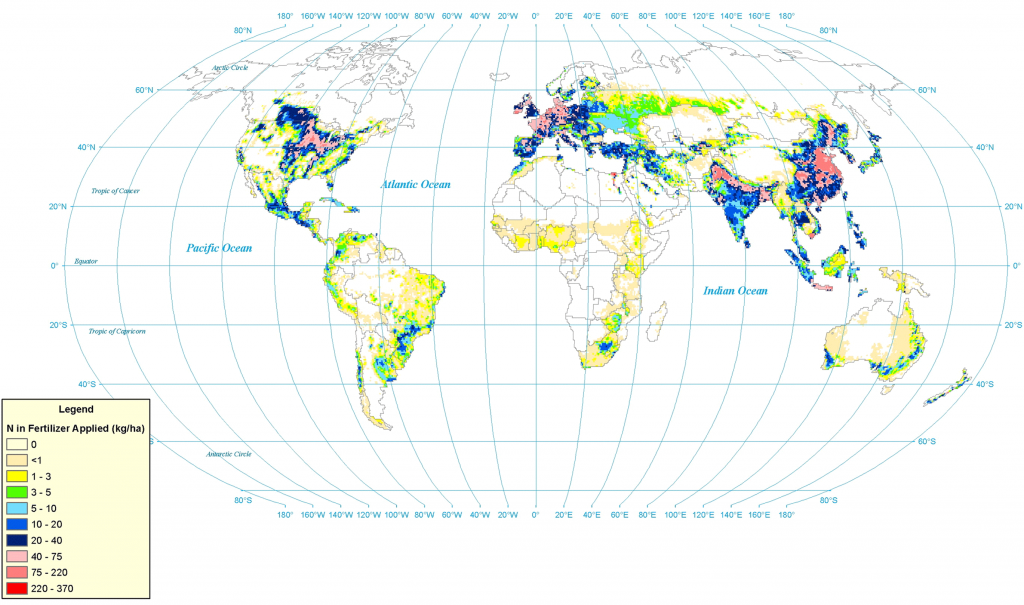 180° 160°W 140°W 120°W 100°W 80°W 60°W 40°W 20°W 0° 20°E 40°E 60°E 80°E 100°E 120°E 140°E 160°E 180°
80°N 80°N
Arctic Circle
60°N 60°N
40°N 40°N
Atlantic Ocean
Tropic of Cancer
20°N 20°N
Pacific Ocean
Equator
0° 0°
Indian Ocean
20°S 20°S
Tropic of Capricorn
40°S 40°S
S 60°S
Antarctic Circle
80°S 80°S
180° 160°W 140°W 120°W 100°W 80°W 60°W 40°W 20°W 0° 20°E 40°E 60°E 80°E 100°E 120°E 140°E 160°E 180°
Legend
N in Fertilizer Applied (kg/ha)
0
<1
1 - 3
3 - 5
5 - 10
10 - 20
20 - 40
40 - 75
75 - 220
220 - 370